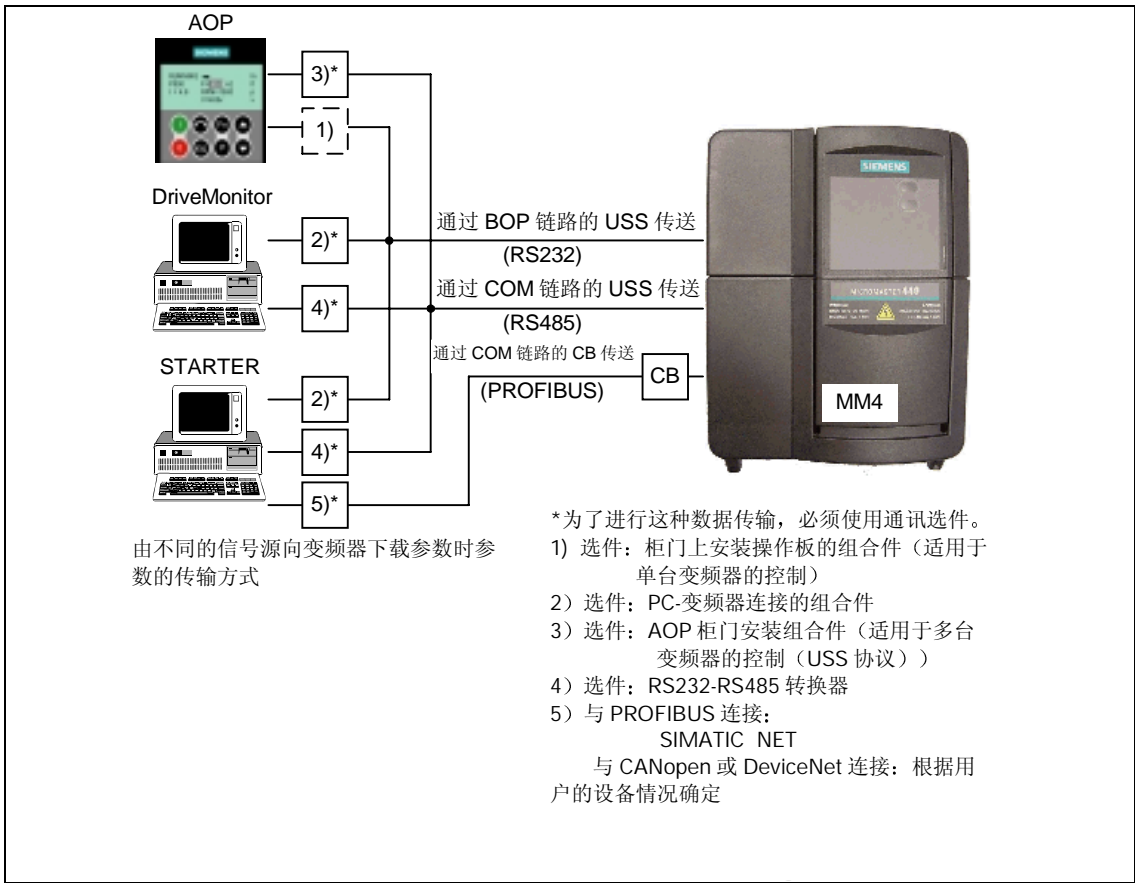 AOP
SIEMENS
3)*
1)
DriveMonitor
2)*
4)*
通过 BOP 链路的 USS 传送
(RS232)
通过 COM 链路的 USS 传送
(RS485)
通过 COM 链路的 CB 传送
(PROFIBUS)
CB
SIEMENS
MICROMASTER 440
MM4
STARTER
2)*
4)*
5)*
由不同的信号源向变频器下载参数时参
数的传输方式
*为了进行这种数据传输，必须使用通讯选件。
1) 选件：柜门上安装操作板的组合件（适用于
单台变频器的控制）
2）选件：PC-变频器连接的组合件
3）选件：AOP 柜门安装组合件（适用于多台
变频器的控制（USS 协议））
4）选件：RS232-RS485 转换器
5）与 PROFIBUS 连接：
SIMATIC NET
与 CANopen 或 DeviceNet 连接：根据用
户的设备情况确定